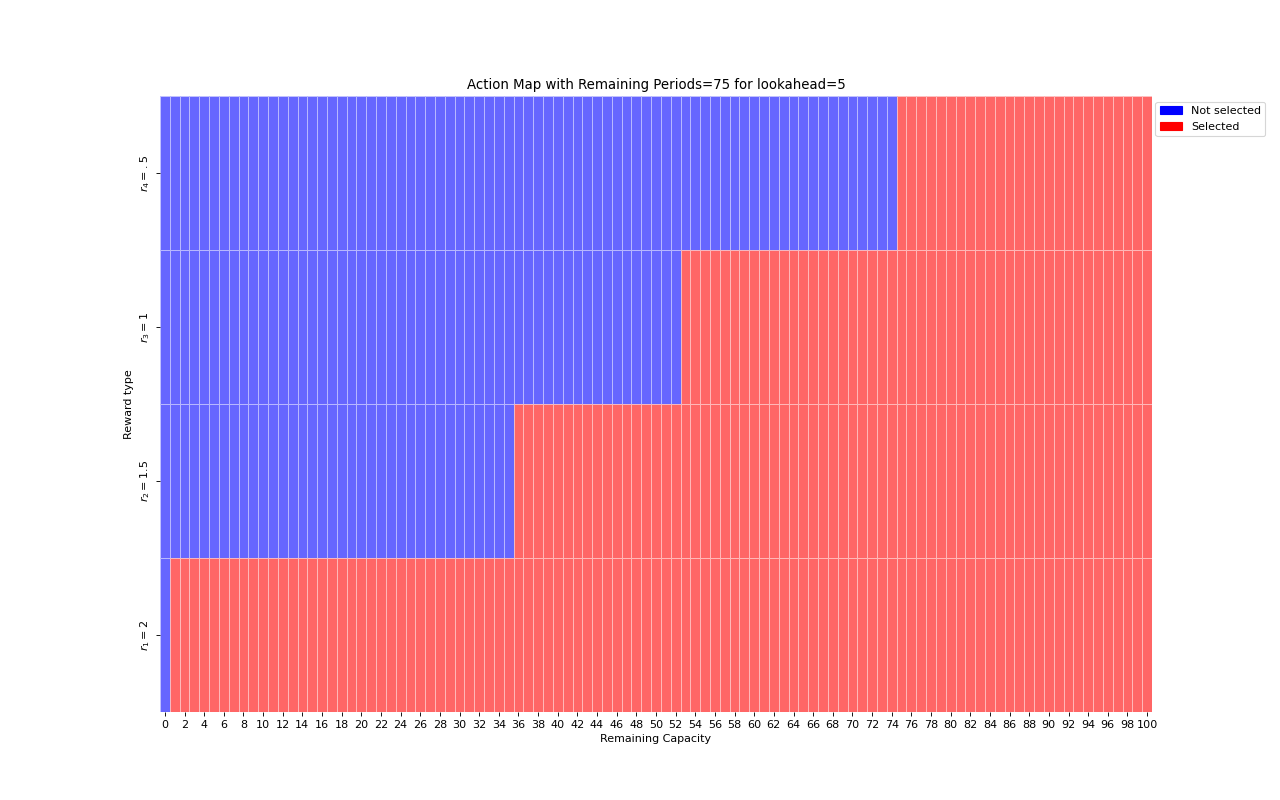 Action Map with Remaining Periods=75 for lookahead=5
Not selected
Selected
r₄ = .5
r₃ = 1
r₂ = 1.5
r₁ = 2
Reward type
0 2 4 6 8 10 12 14 16 18 20 22 24 26 28 30 32 34 36 38 40 42 44 46 48 50 52 54 56 58 60 62 64 66 68 70 72 74 76 78 80 82 84 86 88 90 92 94 96 98 100
Remaining Capacity